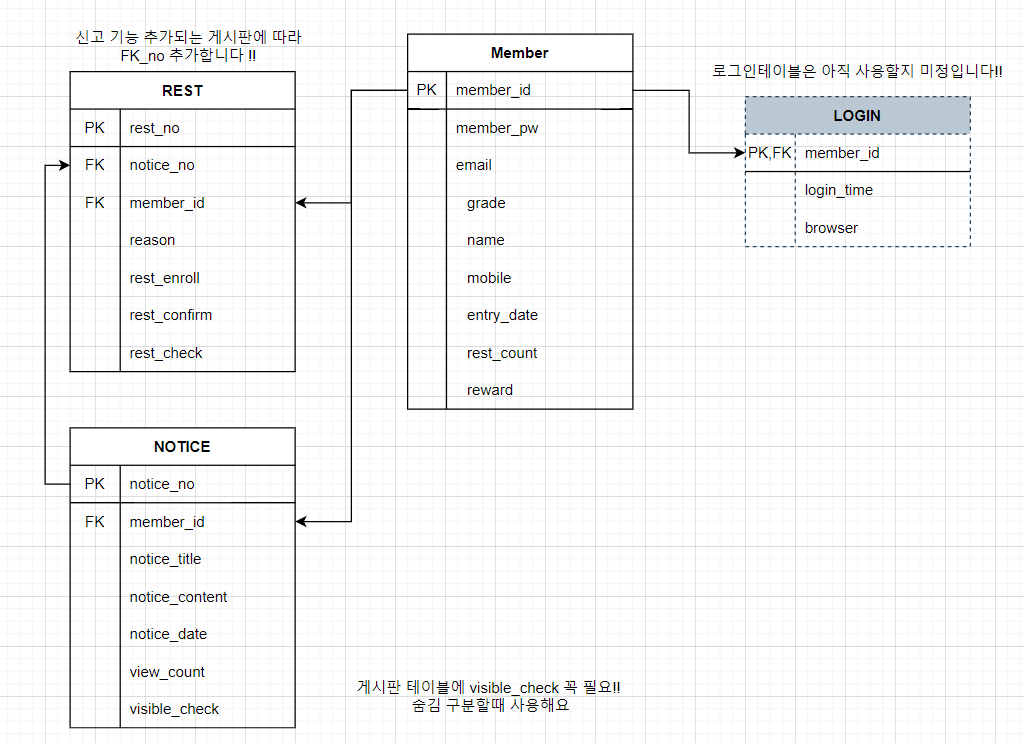 신고 기능 추가되는 게시판에 따라
FK_no 추가합니다 !!
REST
PK rest_no
FK notice_no
FK member_id
reason
rest_enroll
rest_confirm
rest_check
Member
PK member_id
member_pw
email
grade
name
mobile
entry_date
rest_count
reward
로그인테이블은 아직 사용할지 미정입니다!!
LOGIN
PK,FK member_id
login_time
browser
NOTICE
PK notice_no
FK member_id
notice_title
notice_content
notice_date
view_count
visible_check
게시판 테이블에 visible_check 꼭 필요!!
숨김 구분할때 사용해요